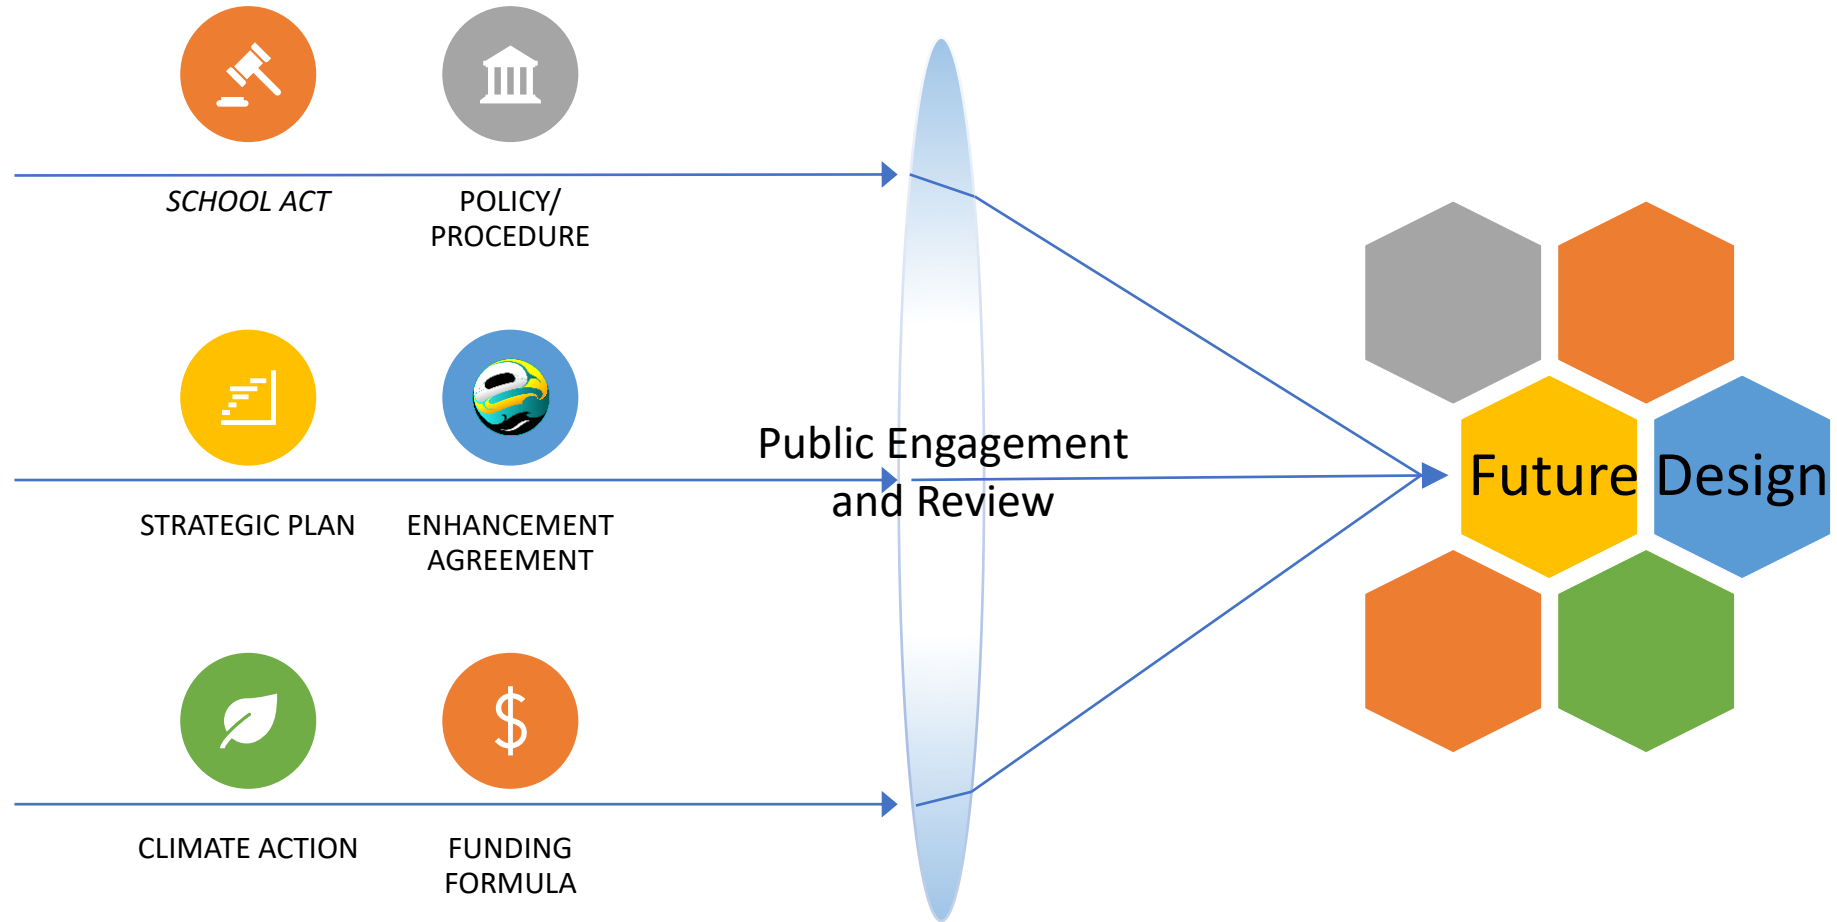 SCHOOL ACT
POLICY/
PROCEDURE
STRATEGIC PLAN
ENHANCEMENT
AGREEMENT
CLIMATE ACTION
FUNDING
FORMULA
$
Public Engagement
and Review
Future Design